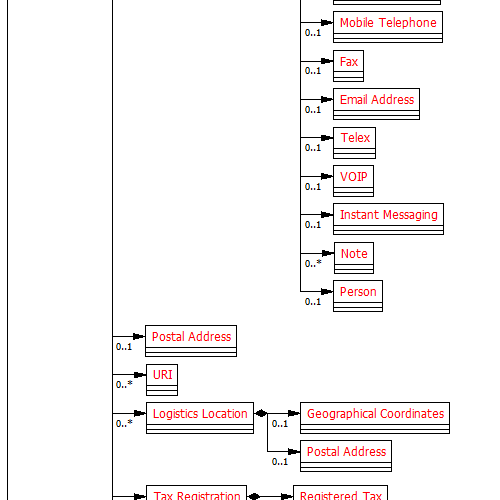 Mobile Telephone
0..1
Fax
0..1
Email Address
0..1
Telex
0..1
VOIP
0..1
Instant Messaging
0..1
Note
0..*
Person
0..1
Postal Address
0..1
URI
0..*
Logistics Location
0..*
Geographical Coordinates
0..1
Postal Address
0..1
Tax Registration
Registered Tax